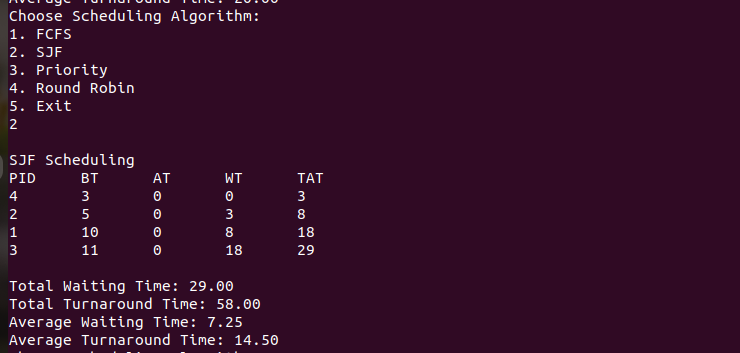 Average Turnaround Time: 20.00
Choose Scheduling Algorithm:
1. FCFS
2. SJF
3. Priority
4. Round Robin
5. Exit
2
SJF Scheduling
PID BT AT WT TAT
4 3 0 0 3
2 5 0 3 8
1 10 0 8 18
3 11 0 18 29
Total Waiting Time: 29.00
Total Turnaround Time: 58.00
Average Waiting Time: 7.25
Average Turnaround Time: 14.50